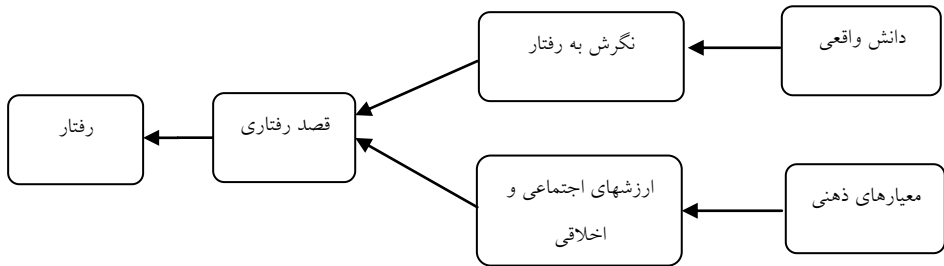 دانش واقعی
نگرش به رفتار
قصد رفتاری
رفتار
ارزشهای اجتماعی و
اخلاقی
معیارهای ذهنی